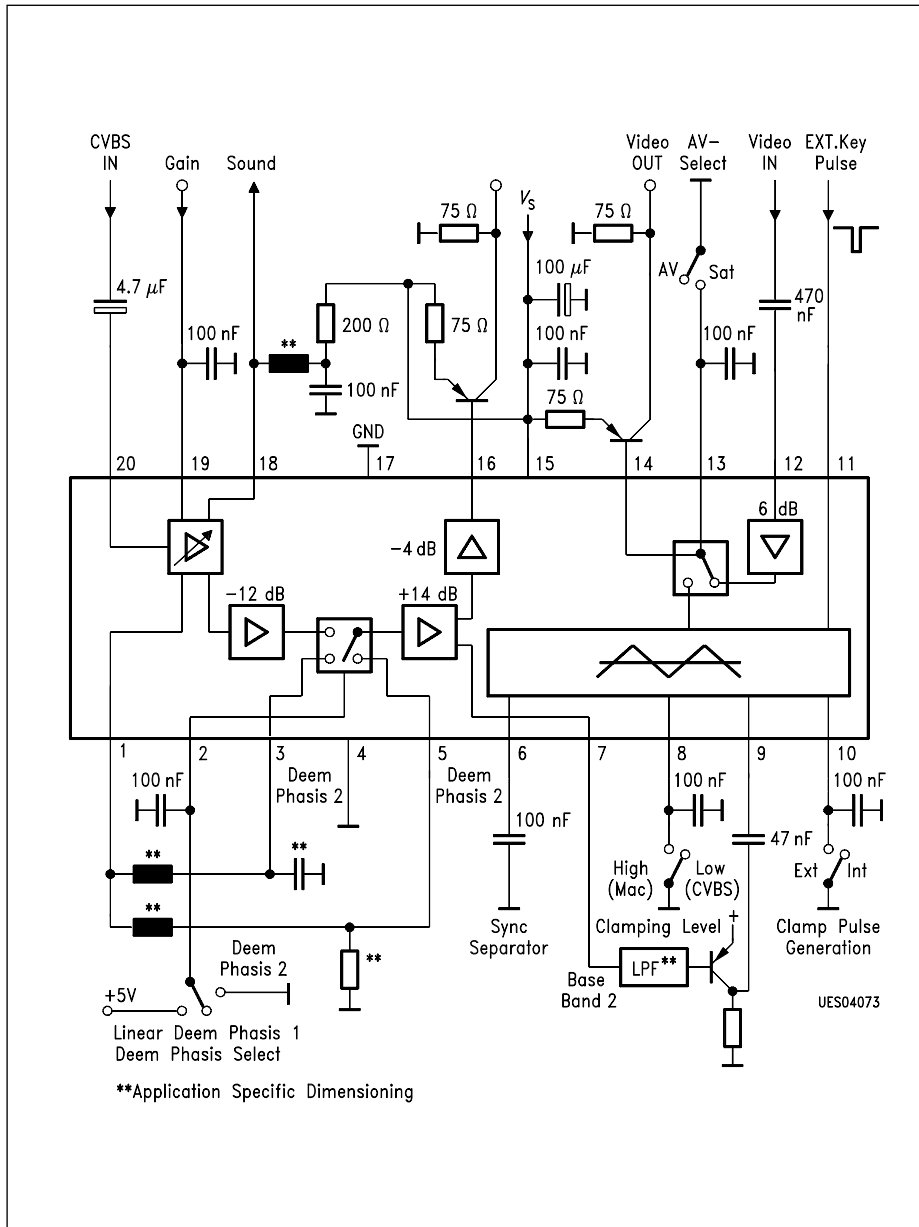 CVBS IN
Gain
Sound
Video OUT
AV-Select
Video IN
EXT.Key Pulse
75 Ω
VS
75 Ω
4.7 µF
100 µF
AV
Sat
100 nF
**
200 Ω
75 Ω
100 nF
100 nF
470 nF
100 nF
75 Ω
GND
20
19
18
17
16
15
14
13
12
11
-4 dB
6 dB
-12 dB
+14 dB
1
2
3
4
5
6
7
8
9
10
100 nF
Deem Phasis 2
Deem Phasis 2
100 nF
100 nF
47 nF
100 nF
**
**
**
**
High (Mac)
Low (CVBS)
Ext
Int
Sync Separator
Clamping Level
+
Clamp Pulse Generation
Deem Phasis 2
Base Band 2
LPF**
+5V
UES04073
Linear Deem Phasis 1
Deem Phasis Select
**Application Specific Dimensioning